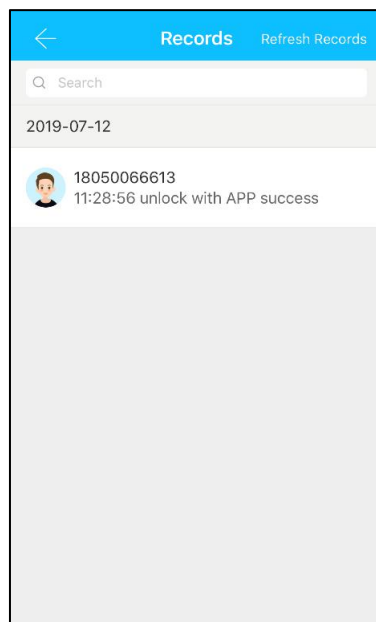 Records Refresh Records
Search
2019-07-12
18050066613
11:28:56 unlock with APP success